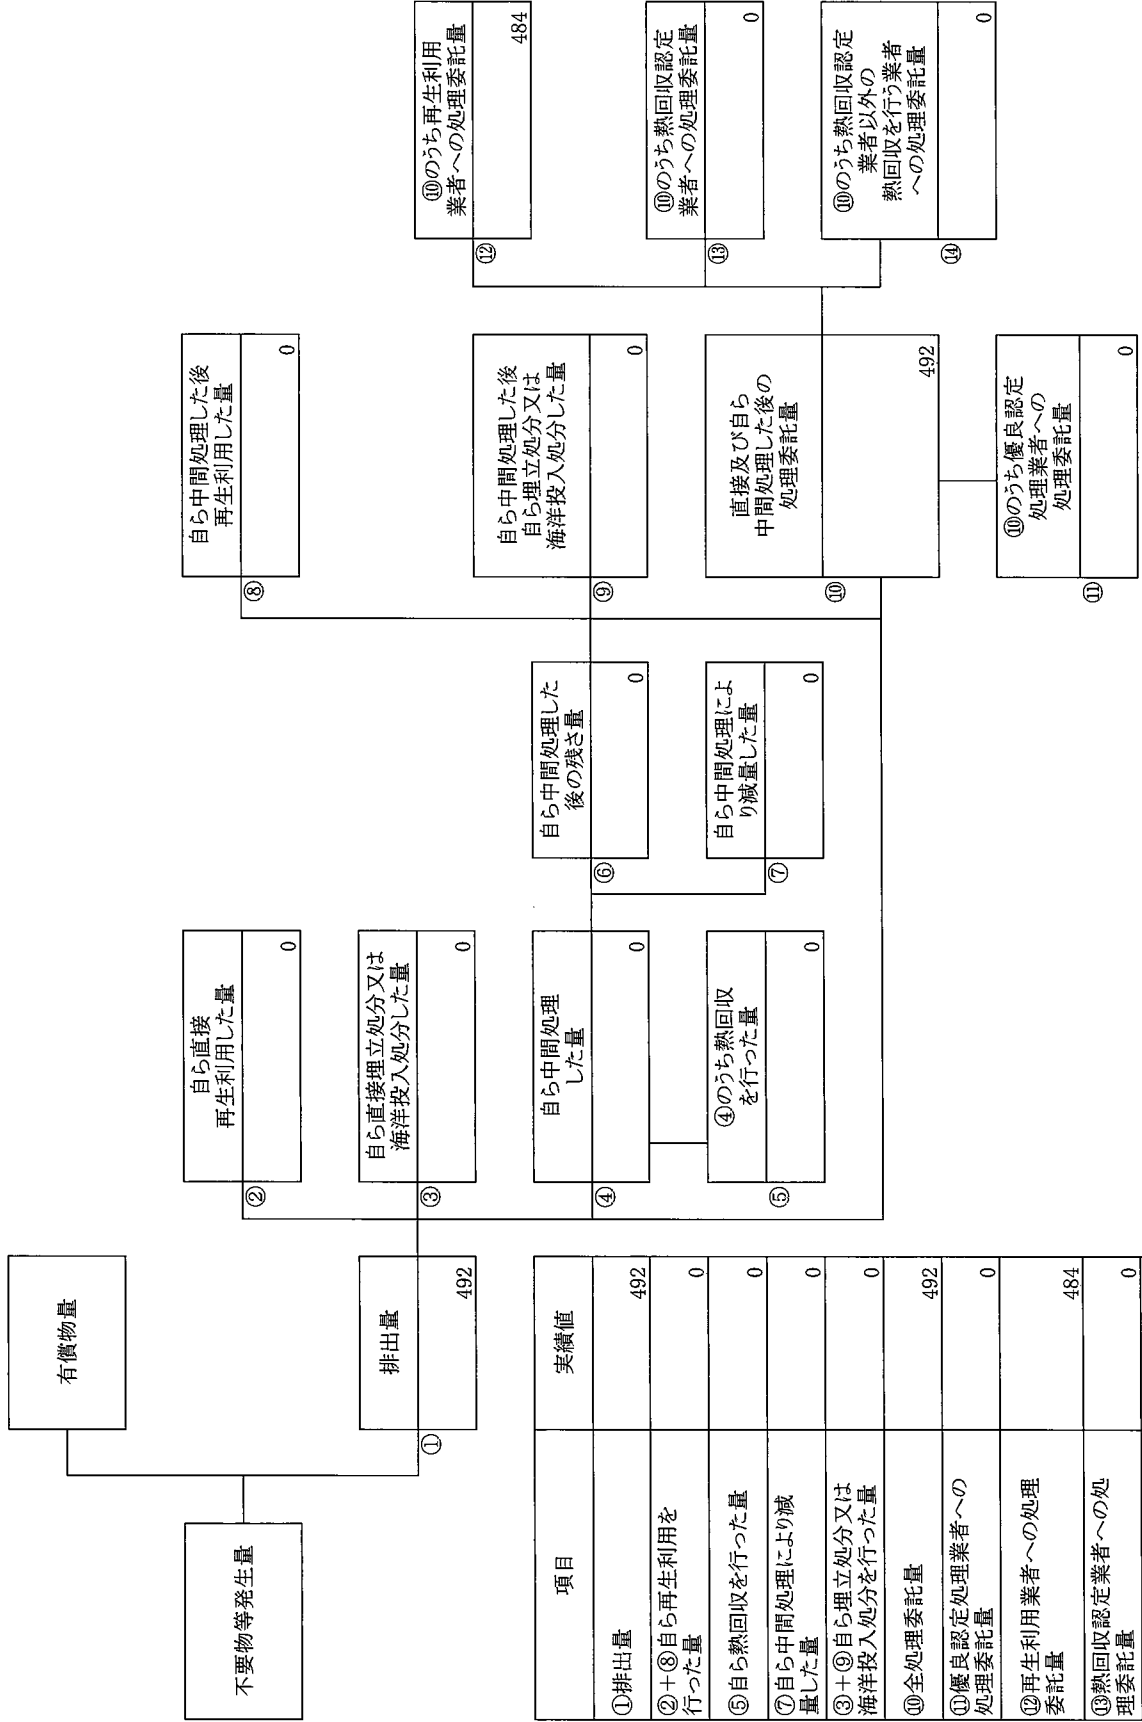 不要物等発生量
有償物量
①
排出量
492
②
自ら直接
再生利用した量
0
③
自ら直接埋立処分又は
海洋投入処分した量
0
④
自ら中間処理
した量
0
⑤
④のうち熱回収
を行った量
0
⑥
自ら中間処理した
後の残さ量
0
⑦
自ら中間処理によ
り減量した量
0
⑧
自ら中間処理した後
再生利用した量
0
⑨
自ら中間処理した後
自ら埋立処分又は
海洋投入処分した量
0
⑩
直接及び自ら
中間処理した後の
処理委託量
492
⑪
⑩のうち優良認定
処理業者への
処理委託量
0
⑫
⑩のうち再生利用
業者への処理委託量
484
⑬
⑩のうち熱回収認定
業者への処理委託量
0
⑭
⑩のうち熱回収認定
業者以外の
熱回収を行う業者
への処理委託量
0
項目 実績値
①排出量 492
②+⑧自ら再生利用を
行った量 0
⑤自ら熱回収を行った量 0
⑦自ら中間処理により減
量した量 0
③+⑨自ら埋立処分又は
海洋投入処分を行った量 0
⑩全処理委託量 492
⑪優良認定処理業者への
処理委託量 0
⑫再生利用業者への処理
委託量 484
⑬熱回収認定業者への処
理委託量 0